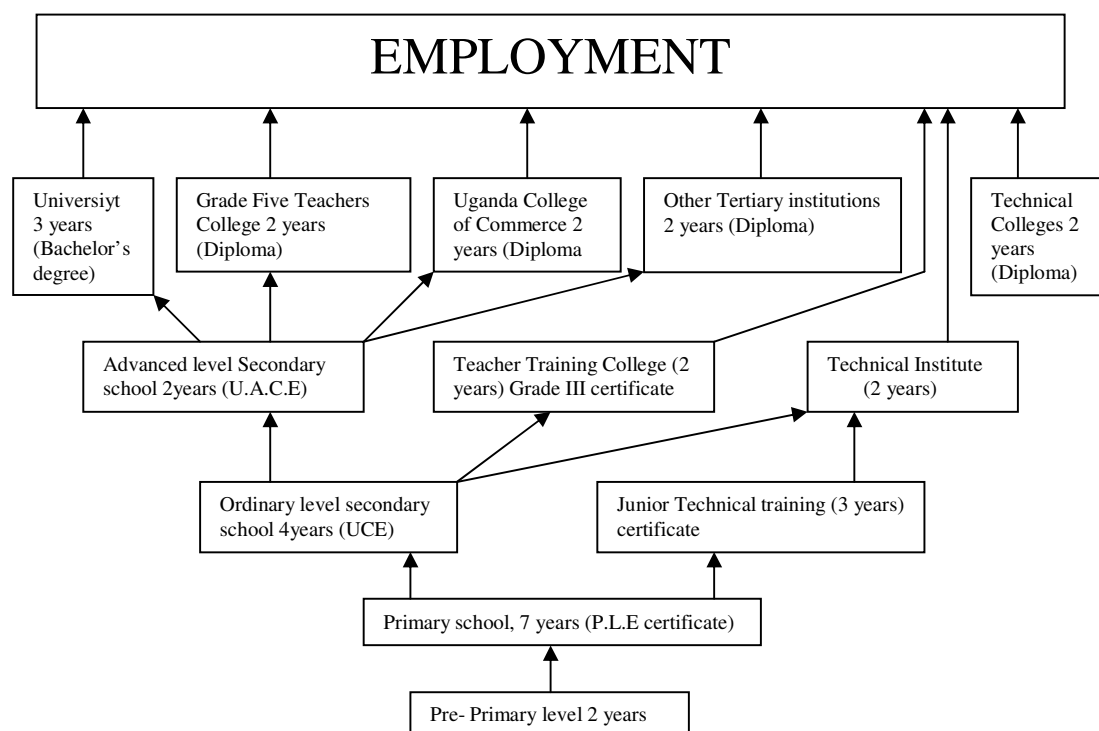 EMPLOYMENT
Universiyt
3 years
(Bachelor's
degree)
Grade Five Teachers
College 2 years
(Diploma)
Uganda College
of Commerce 2
years (Diploma
Other Tertiary institutions
2 years (Diploma)
Technical
Colleges 2
years
(Diploma)
Advanced level Secondary
school 2years (U.A.C.E)
Teacher Training College (2
years) Grade III certificate
Technical Institute
(2 years)
Ordinary level secondary
school 4years (UCE)
Junior Technical training (3 years)
certificate
Primary school, 7 years (P.L.E certificate)
Pre- Primary level 2 years